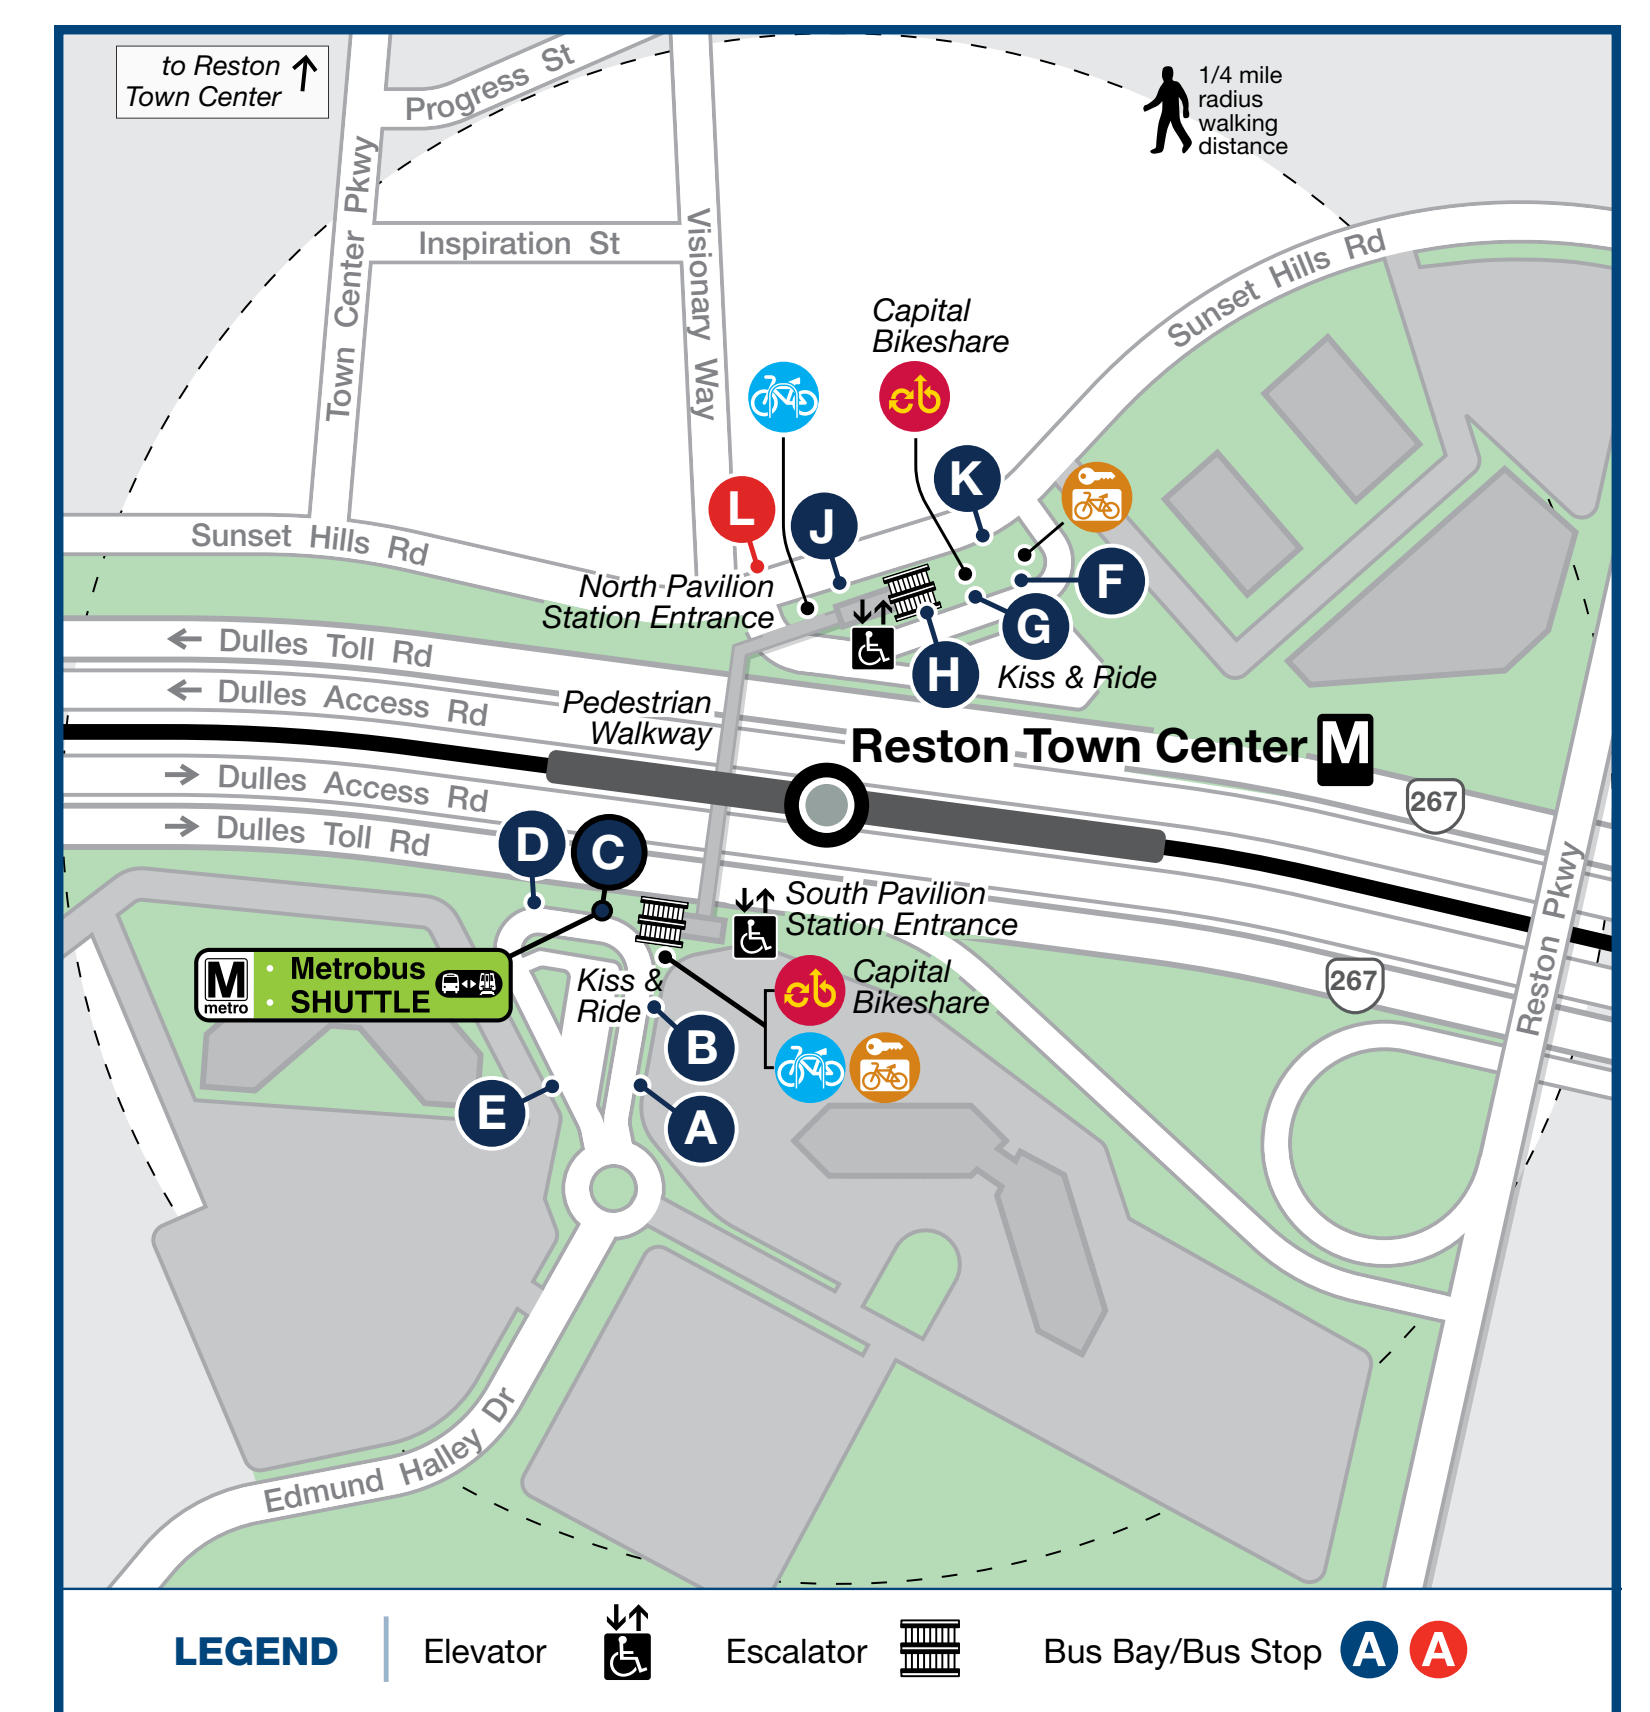 to Reston
Town Center
Progress St
1/4 mile
radius
walking
distance
Town Center Pkwy
Inspiration St
Visionary Way
Sunset Hills Rd
Capital
Bikeshare
K
L
J
Sunset Hills Rd
North Pavilion
Station Entrance
F
G
H
Kiss & Ride
Dulles Toll Rd
Dulles Access Rd
Pedestrian
Walkway
Reston Town Center M
267
Dulles Access Rd
Dulles Toll Rd
D
C
South Pavilion
Station Entrance
Reston Pkwy
267
M
metro
• Metrobus
• SHUTTLE
Kiss &
Ride
Capital
Bikeshare
B
E
A
Edmund Halley Dr
LEGEND
Elevator
Escalator
Bus Bay/Bus Stop A A